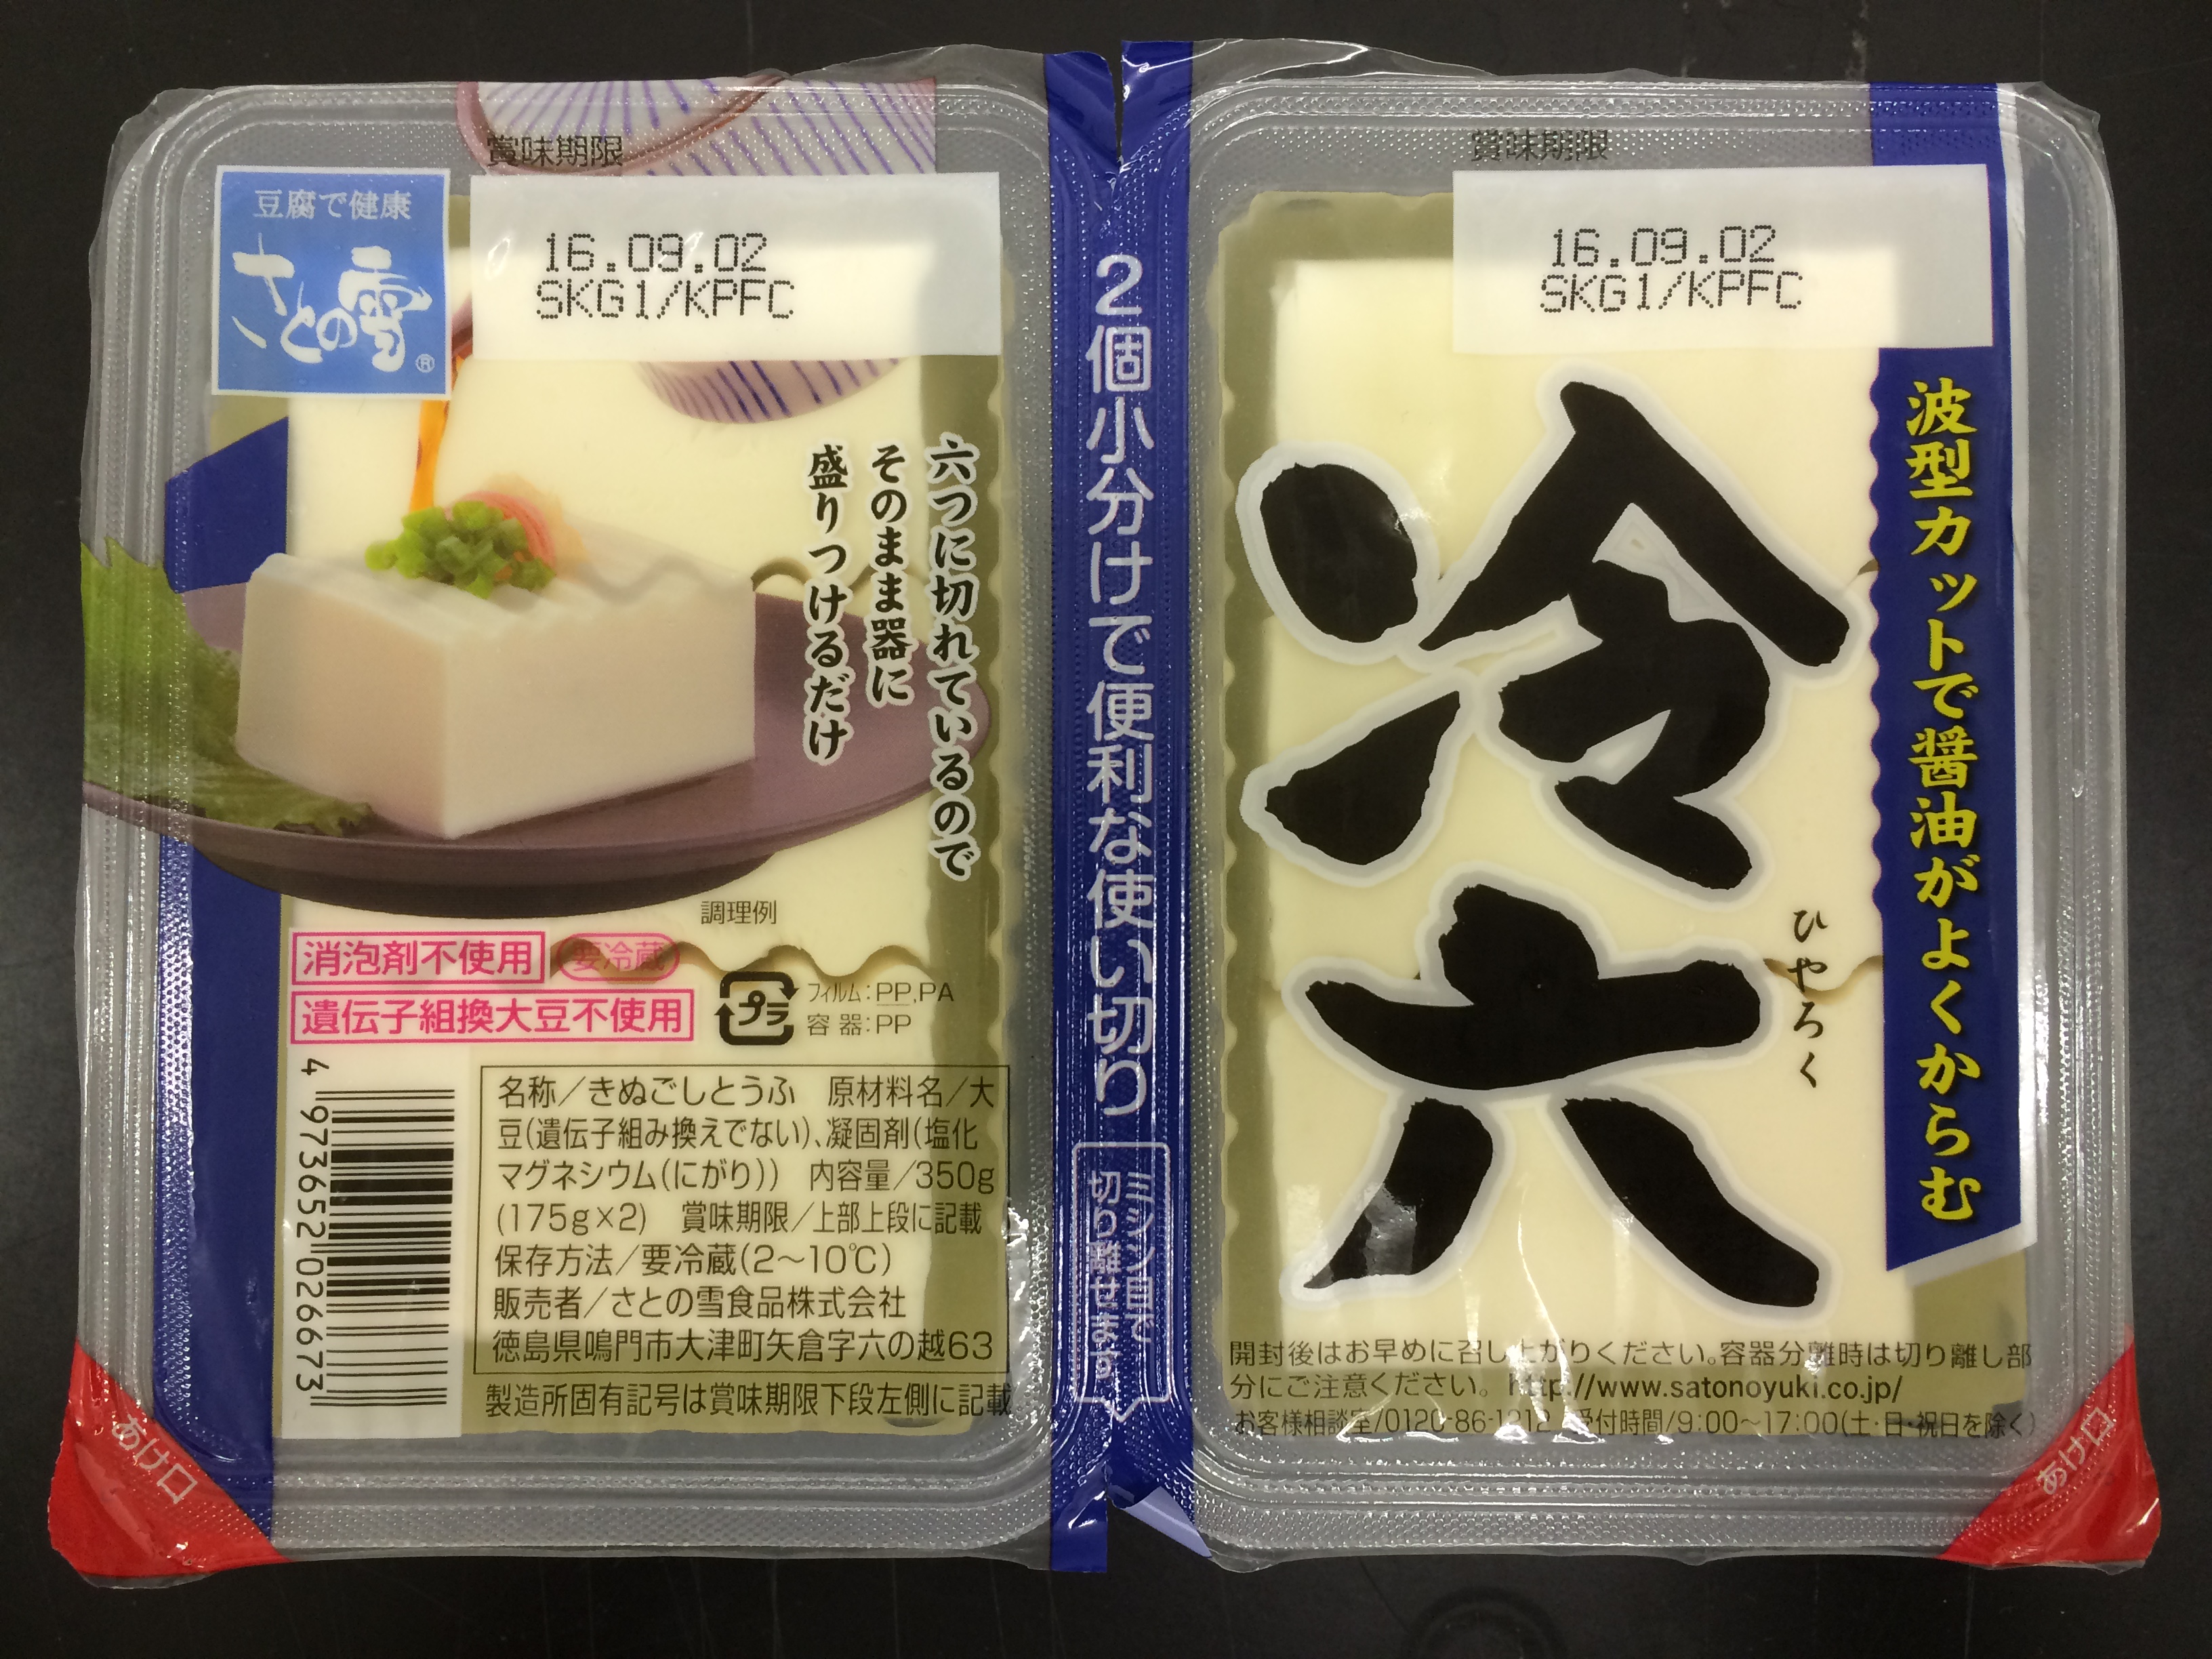 賞味期限
豆腐で健康
さとの雪®
16.09.02
SKG1/KPFC
六つに切れているので
そのまま器に
盛りつけるだけ
調理例
消泡剤不使用
要冷蔵
遺伝子組換大豆不使用
プラ
フィルム:PP,PA
容器:PP
4 973652 026673
名称/きぬごしとうふ 原材料名/大
豆(遺伝子組み換えでない)、凝固剤(塩化
マグネシウム(にがり)) 内容量/350g
(175g×2) 賞味期限/上部上段に記載
保存方法/要冷蔵(2～10℃)
販売者/さとの雪食品株式会社
徳島県鳴門市大津町矢倉字六の越63
製造所固有記号は賞味期限下段左側に記載
あけ口
2個小分けで便利な使い切り
ミシン目で
切り離せます
賞味期限
16.09.02
SKG1/KPFC
波型カットで醤油がよくからむ
冷六
ひやろく
開封後はお早めに召し上がりください。容器分離時は切り離し部
分にご注意ください。http://www.satonoyuki.co.jp/
お客様相談室/0120-86-1212 受付時間/9:00～17:00(土・日・祝日を除く)
あけ口